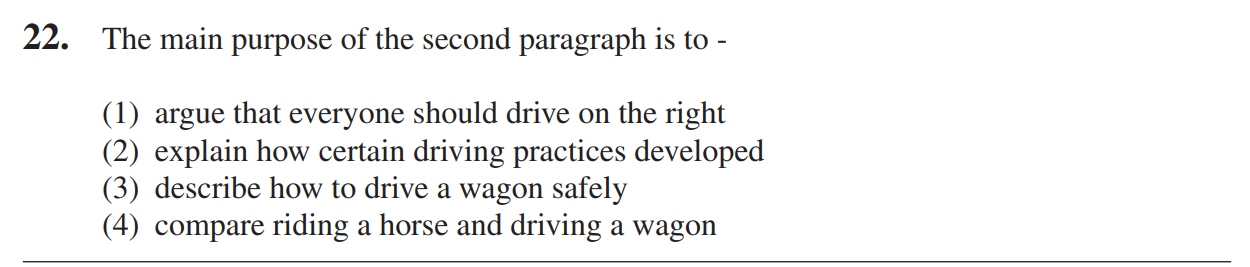 22. The main purpose of the second paragraph is to -
(1) argue that everyone should drive on the right
(2) explain how certain driving practices developed
(3) describe how to drive a wagon safely
(4) compare riding a horse and driving a wagon